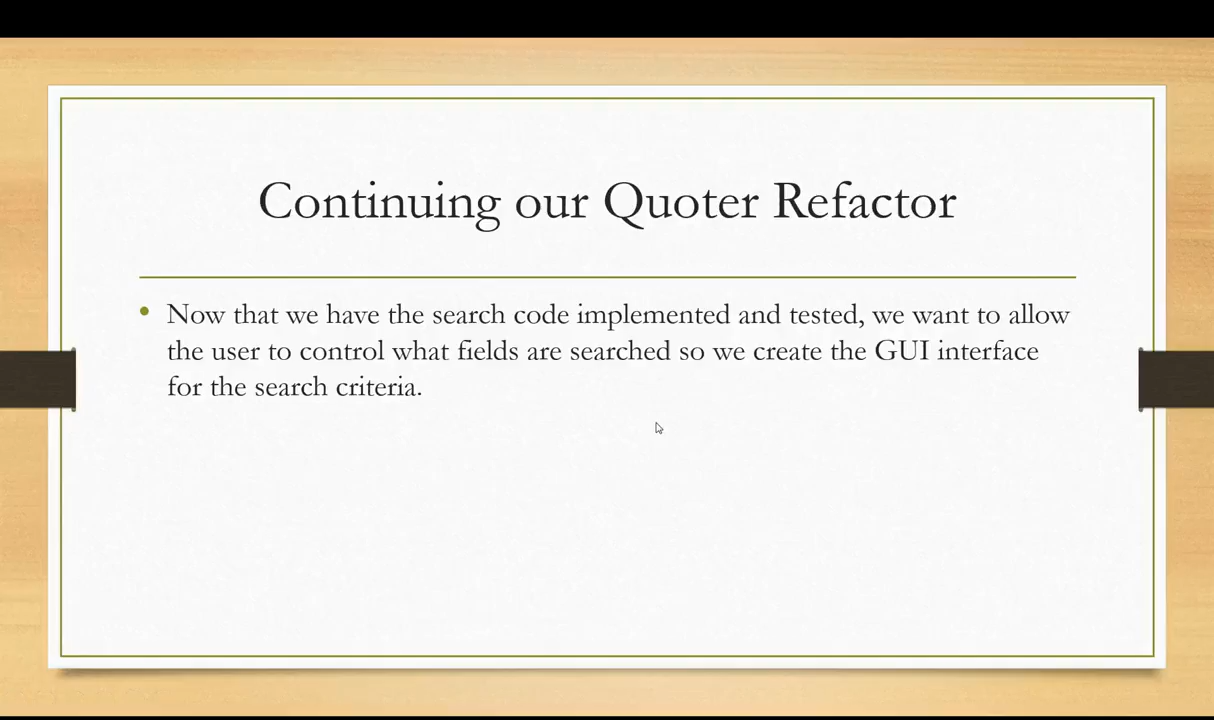 Continuing our Quoter Refactor
• Now that we have the search code implemented and tested, we want to allow
the user to control what fields are searched so we create the GUI interface
for the search criteria.